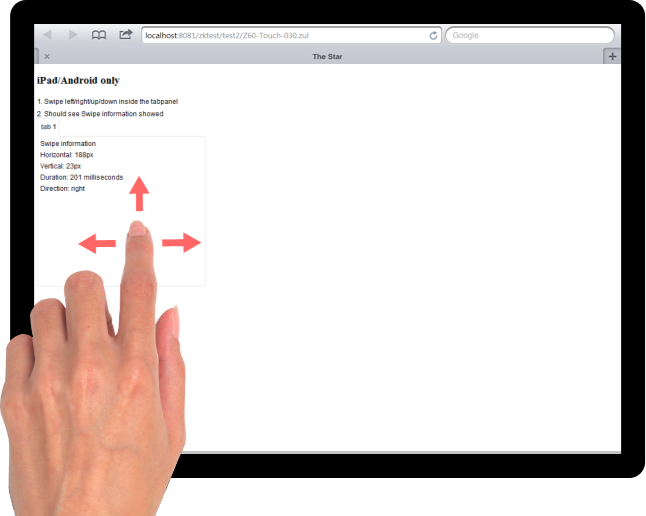 localhost:8081/zktest/test2/Z60-Touch-030.zul
Google
The Star
iPad/Android only
1. Swipe left/right/up/down inside the tabpanel
2. Should see Swipe information showed
tab 1
Swipe information
Horizontal: 188px
Vertical: 23px
Duration: 201 milliseconds
Direction: right